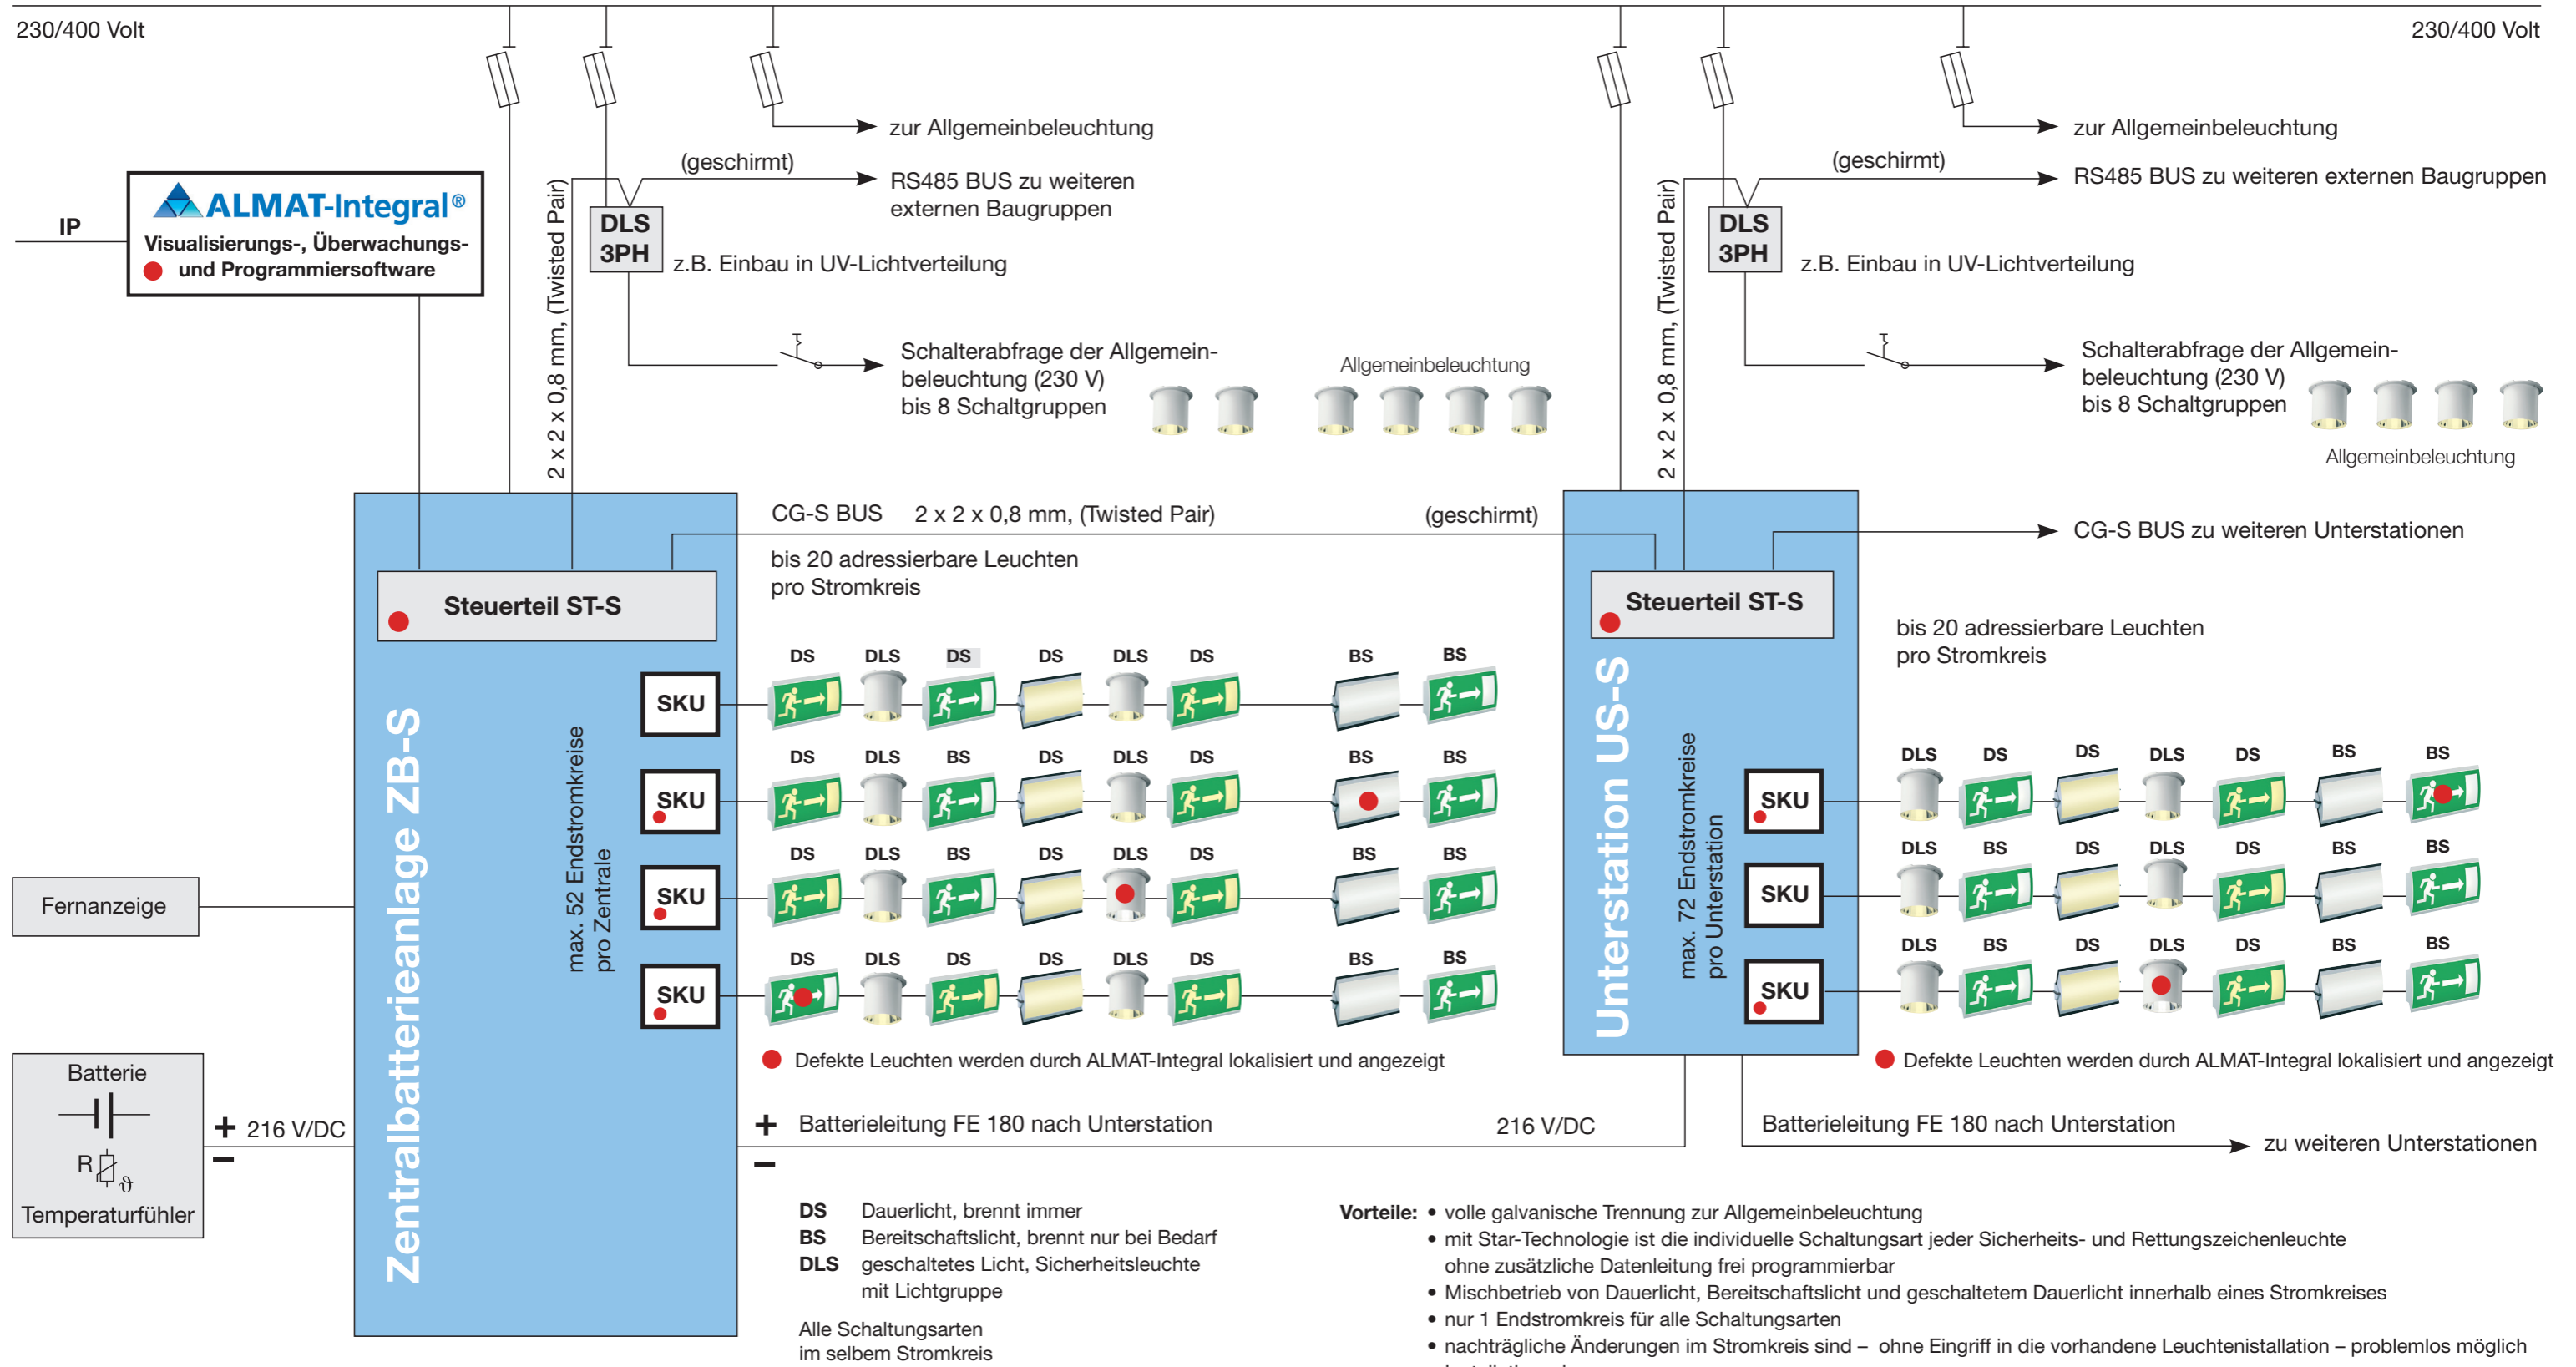 230/400 Volt
230/400 Volt
zur Allgemeinbeleuchtung
zur Allgemeinbeleuchtung
(geschirmt)
RS485 BUS zu weiteren
externen Baugruppen
(geschirmt)
RS485 BUS zu weiteren externen Baugruppen
IP
ALMAT-Integral®
Visualisierungs-, Überwachungs-
und Programmiersoftware
2 x 2 x 0,8 mm, (Twisted Pair)
DLS
3PH
z.B. Einbau in UV-Lichtverteilung
2 x 2 x 0,8 mm, (Twisted Pair)
DLS
3PH
z.B. Einbau in UV-Lichtverteilung
Schalterabfrage der Allgemein-
beleuchtung (230 V)
bis 8 Schaltgruppen
Allgemeinbeleuchtung
Schalterabfrage der Allgemein-
beleuchtung (230 V)
bis 8 Schaltgruppen
Allgemeinbeleuchtung
CG-S BUS 2 x 2 x 0,8 mm, (Twisted Pair) (geschirmt)
CG-S BUS zu weiteren Unterstationen
bis 20 adressierbare Leuchten
pro Stromkreis
Steuerteil ST-S
Steuerteil ST-S
bis 20 adressierbare Leuchten
pro Stromkreis
Zentralbatterieanlage ZB-S
max. 52 Endstromkreise
pro Zentrale
DS DLS DS DS DLS DS BS BS
SKU
DS DLS BS DS DLS DS BS BS
SKU
DS DLS BS DS DLS DS BS BS
SKU
DS DLS DS DS DLS DS BS BS
SKU
Unterstation US-S
max. 72 Endstromkreise
pro Unterstation
DLS DS DS DLS DS BS BS
SKU
DLS BS DS DLS DS BS BS
SKU
DLS BS DS DLS DS BS BS
SKU
Fernanzeige
Defekte Leuchten werden durch ALMAT-Integral lokalisiert und angezeigt
Defekte Leuchten werden durch ALMAT-Integral lokalisiert und angezeigt
Batterie
R
ϑ
Temperaturfühler
+ 216 V/DC
–
+ Batterieleitung FE 180 nach Unterstation 216 V/DC
–
Batterieleitung FE 180 nach Unterstation
zu weiteren Unterstationen
DS Dauerlicht, brennt immer
BS Bereitschaftslicht, brennt nur bei Bedarf
DLS geschaltetes Licht, Sicherheitsleuchte
mit Lichtgruppe
Alle Schaltungsarten
im selbem Stromkreis
Vorteile: • volle galvanische Trennung zur Allgemeinbeleuchtung
• mit Star-Technologie ist die individuelle Schaltungsart jeder Sicherheits- und Rettungszeichenleuchte
ohne zusätzliche Datenleitung frei programmierbar
• Mischbetrieb von Dauerlicht, Bereitschaftslicht und geschaltetem Dauerlicht innerhalb eines Stromkreises
• nur 1 Endstromkreis für alle Schaltungsarten
• nachträgliche Änderungen im Stromkreis sind – ohne Eingriff in die vorhandene Leuchtenistallation – problemlos möglich